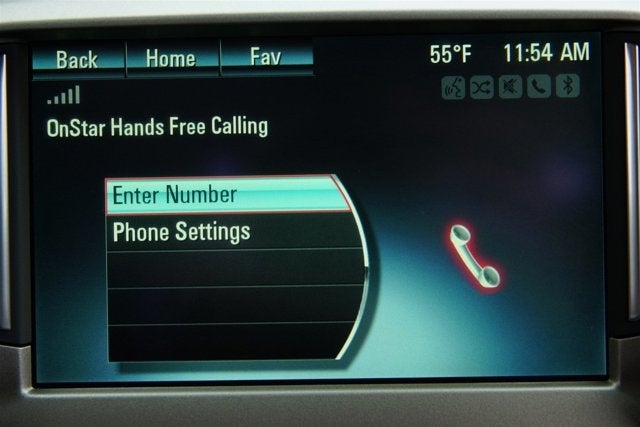 Back Home Fav 55°F 11:54 AM
OnStar Hands Free Calling
Enter Number
Phone Settings